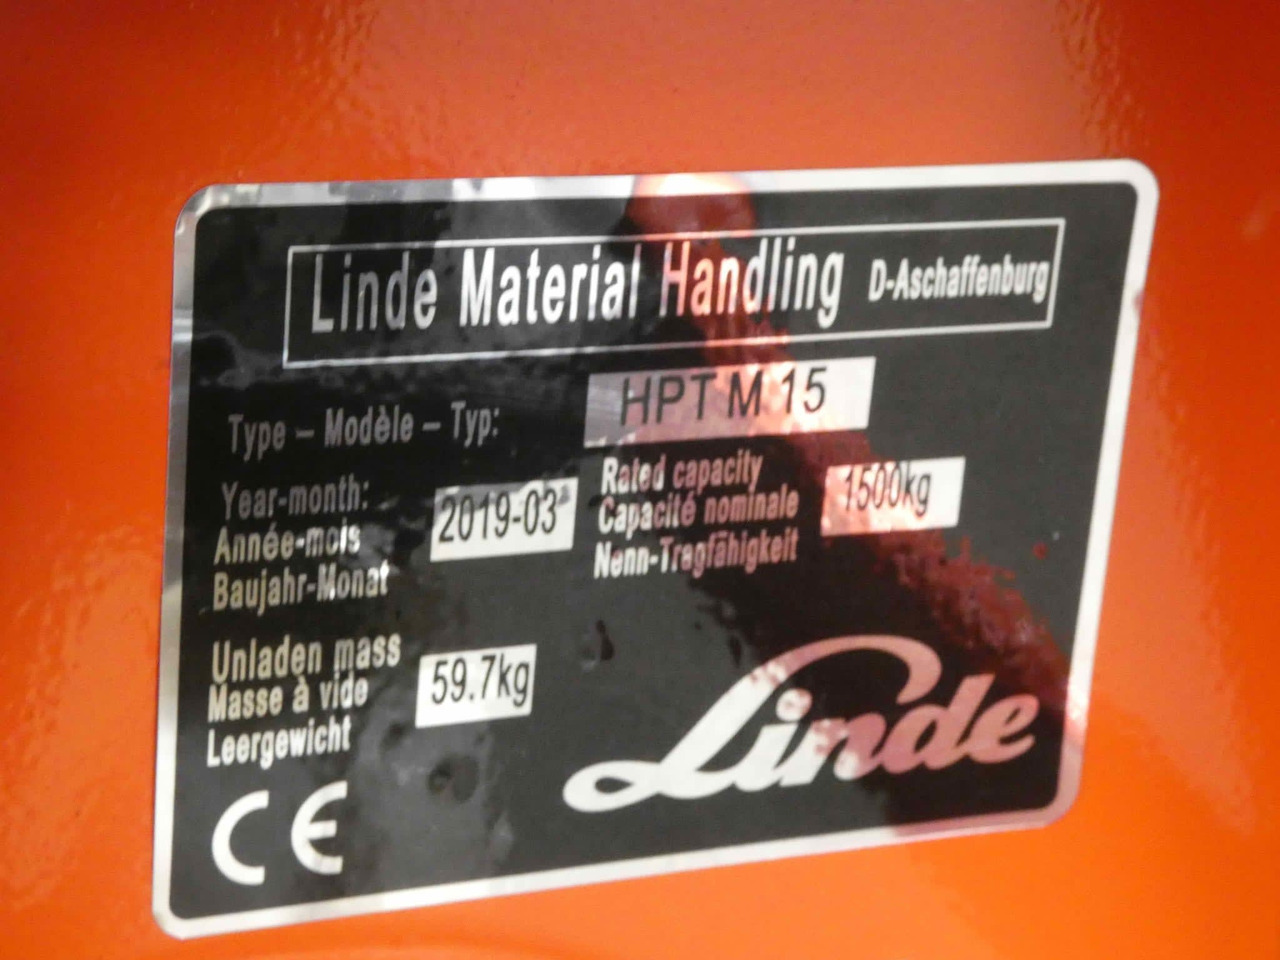 Linde Material Handling D-Aschaffenburg
Type – Modèle – Typ: HPT M 15
Year-month:
Année-mois
Baujahr-Monat
2019-03
Rated capacity
Capacité nominale
Nenn-Tragfähigkeit
1500kg
Unladen mass
Masse à vide
Leergewicht
59.7kg
CE
Linde